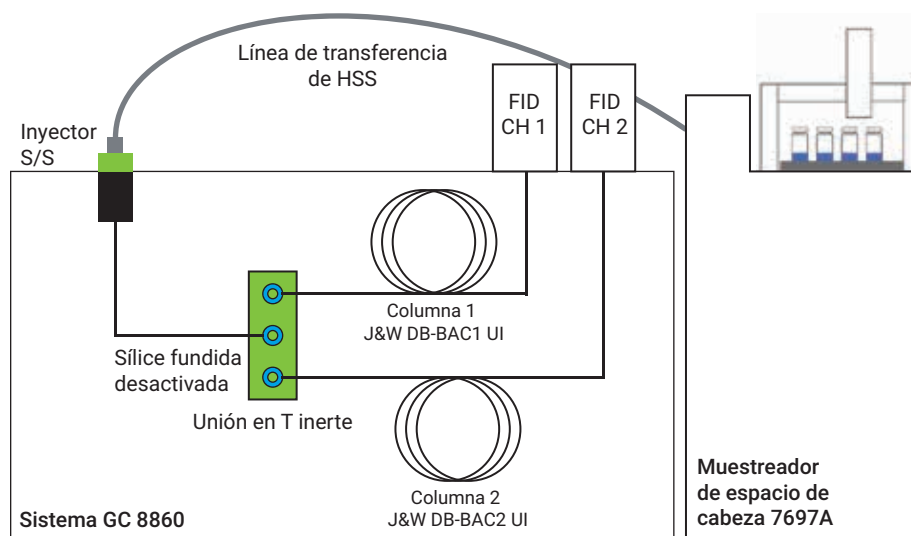 Línea de transferencia
de HSS
FID
CH 1
FID
CH 2
Inyector
S/S
Columna 1
J&W DB-BAC1 UI
Sílice fundida
desactivada
Unión en T inerte
Columna 2
J&W DB-BAC2 UI
Sistema GC 8860
Muestreador
de espacio de
cabeza 7697A